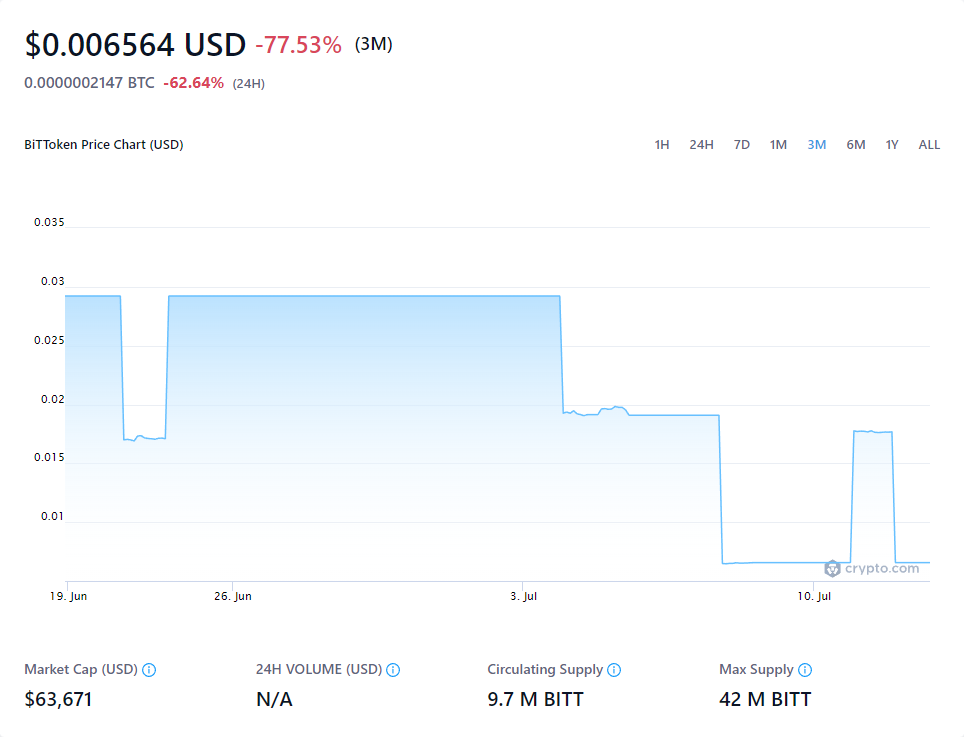 $0.006564 USD -77.53% (3M)
0.0000002147 BTC -62.64% (24H)
BiTToken Price Chart (USD)
1H 24H 7D 1M 3M 6M 1Y ALL
0.035
0.03
0.025
0.02
0.015
0.01
crypto.com
19. Jun 26. Jun 3. Jul 10. Jul
Market Cap (USD) 24H VOLUME (USD) Circulating Supply Max Supply
$63,671 N/A 9.7 M BITT 42 M BITT